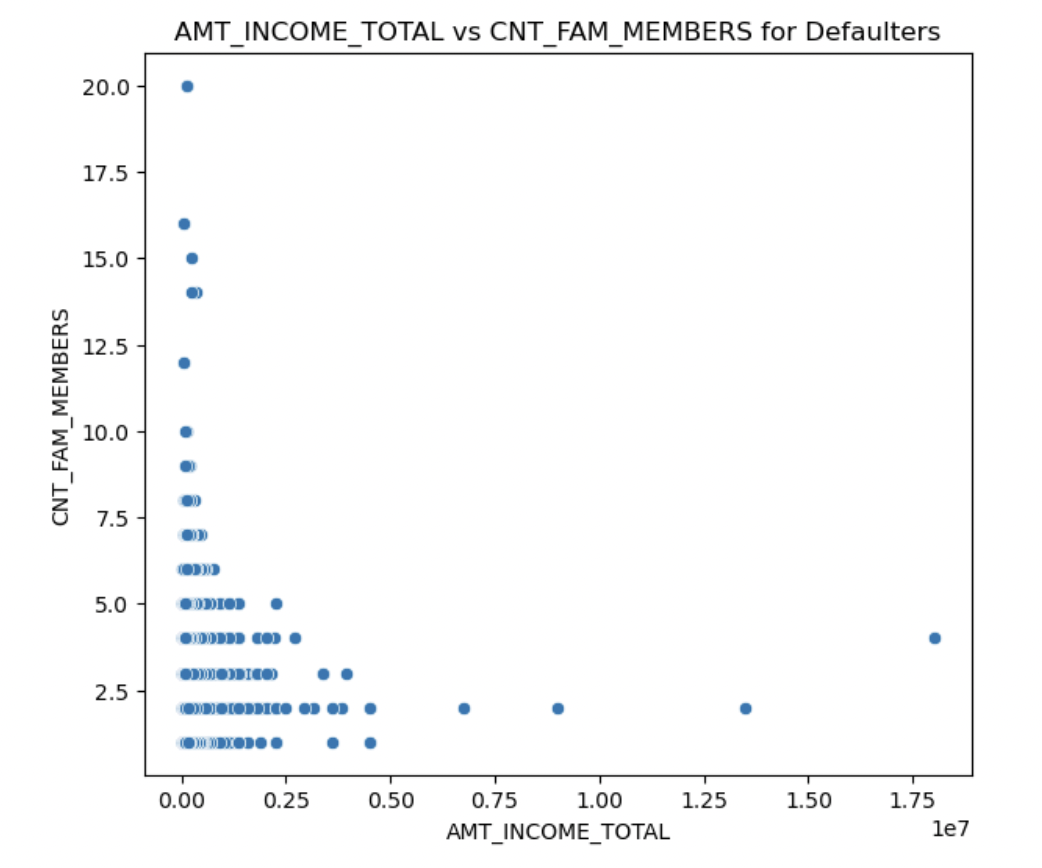 AMT_INCOME_TOTAL vs CNT_FAM_MEMBERS for Defaulters
20.0
17.5
15.0
12.5
10.0
7.5
5.0
2.5
CNT_FAM_MEMBERS
0.00 0.25 0.50 0.75 1.00 1.25 1.50 1.75
1e7
AMT_INCOME_TOTAL